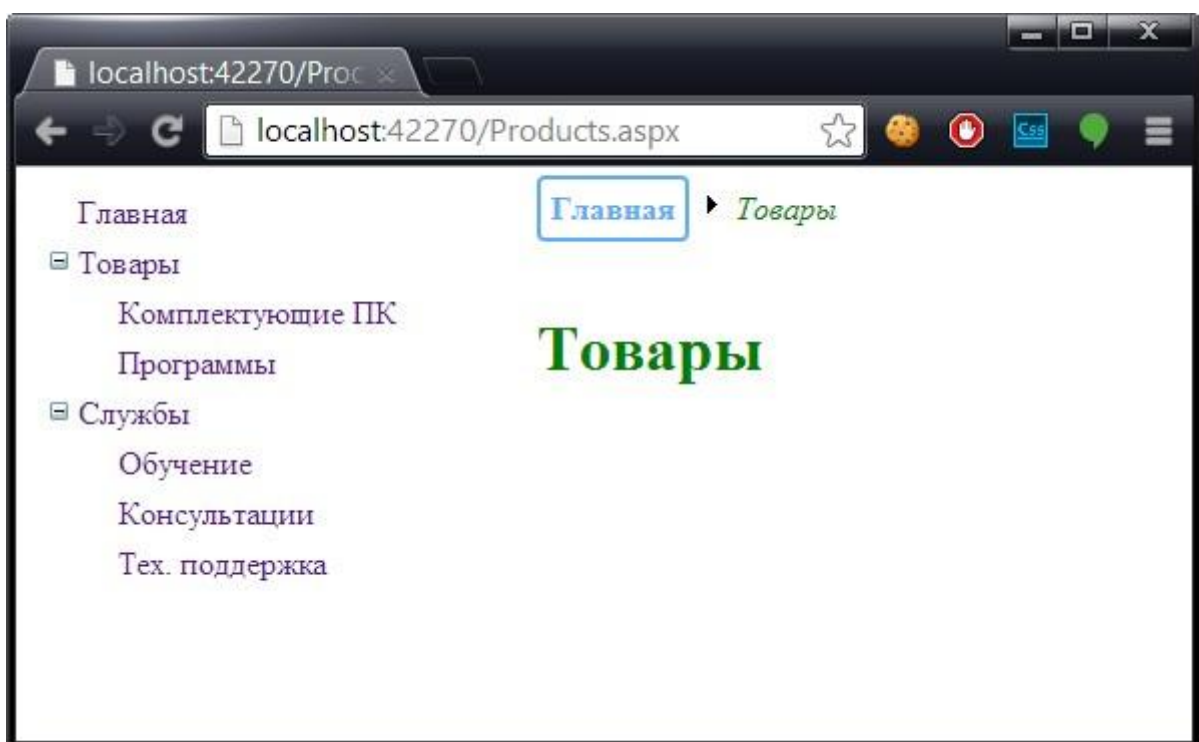 localhost:42270/Proc
localhost:42270/Products.aspx
Css
Главная
Товары
Комплектующие ПК
Программы
Службы
Обучение
Консультации
Тех. поддержка
Главная Товары
Товары